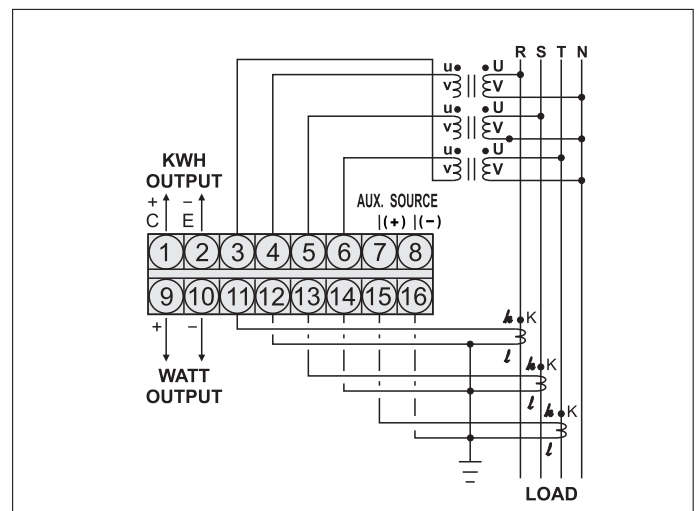 R S T N
u U
v V
u U
v V
u U
v V
KWH
OUTPUT
+ −
C E
AUX. SOURCE
(+) (−)
1 2 3 4 5 6 7 8
9 10 11 12 13 14 15 16
+ −
WATT
OUTPUT
k K
l
k K
l
k K
l
LOAD